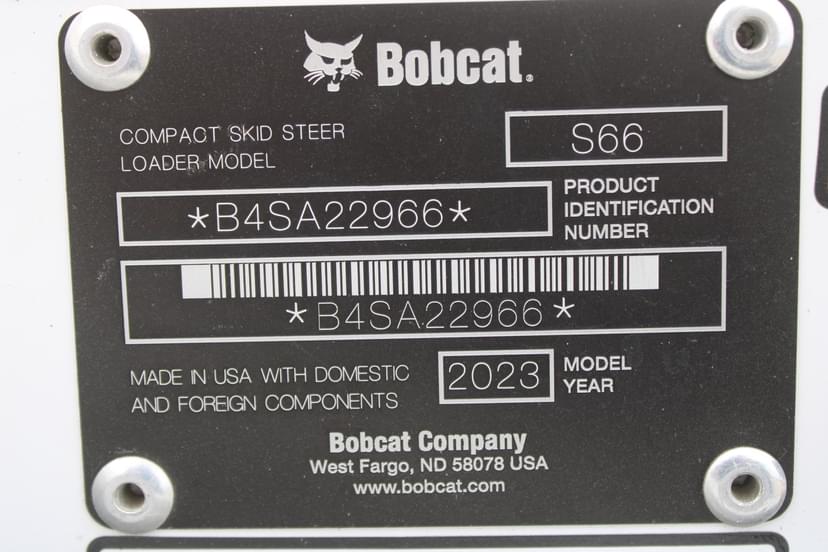 Bobcat.
COMPACT SKID STEER
LOADER MODEL
S66
*B4SA22966*
PRODUCT
IDENTIFICATION
NUMBER
*B4SA22966*
MADE IN USA WITH DOMESTIC
AND FOREIGN COMPONENTS
2023
MODEL
YEAR
Bobcat Company
West Fargo, ND 58078 USA
www.bobcat.com